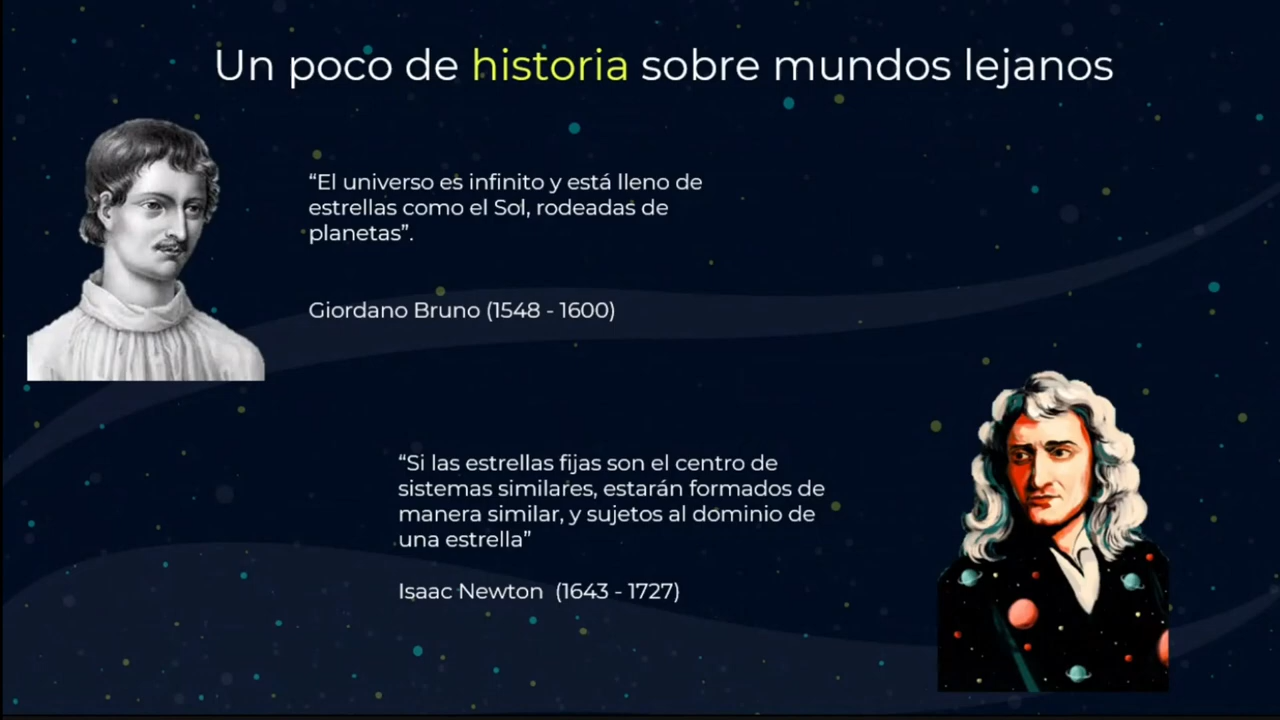 Un poco de historia sobre mundos lejanos
“El universo es infinito y está lleno de
estrellas como el Sol, rodeadas de
planetas”.
Giordano Bruno (1548 - 1600)
“Si las estrellas fijas son el centro de
sistemas similares, estarán formados de
manera similar, y sujetos al dominio de
una estrella”
Isaac Newton  (1643 - 1727)